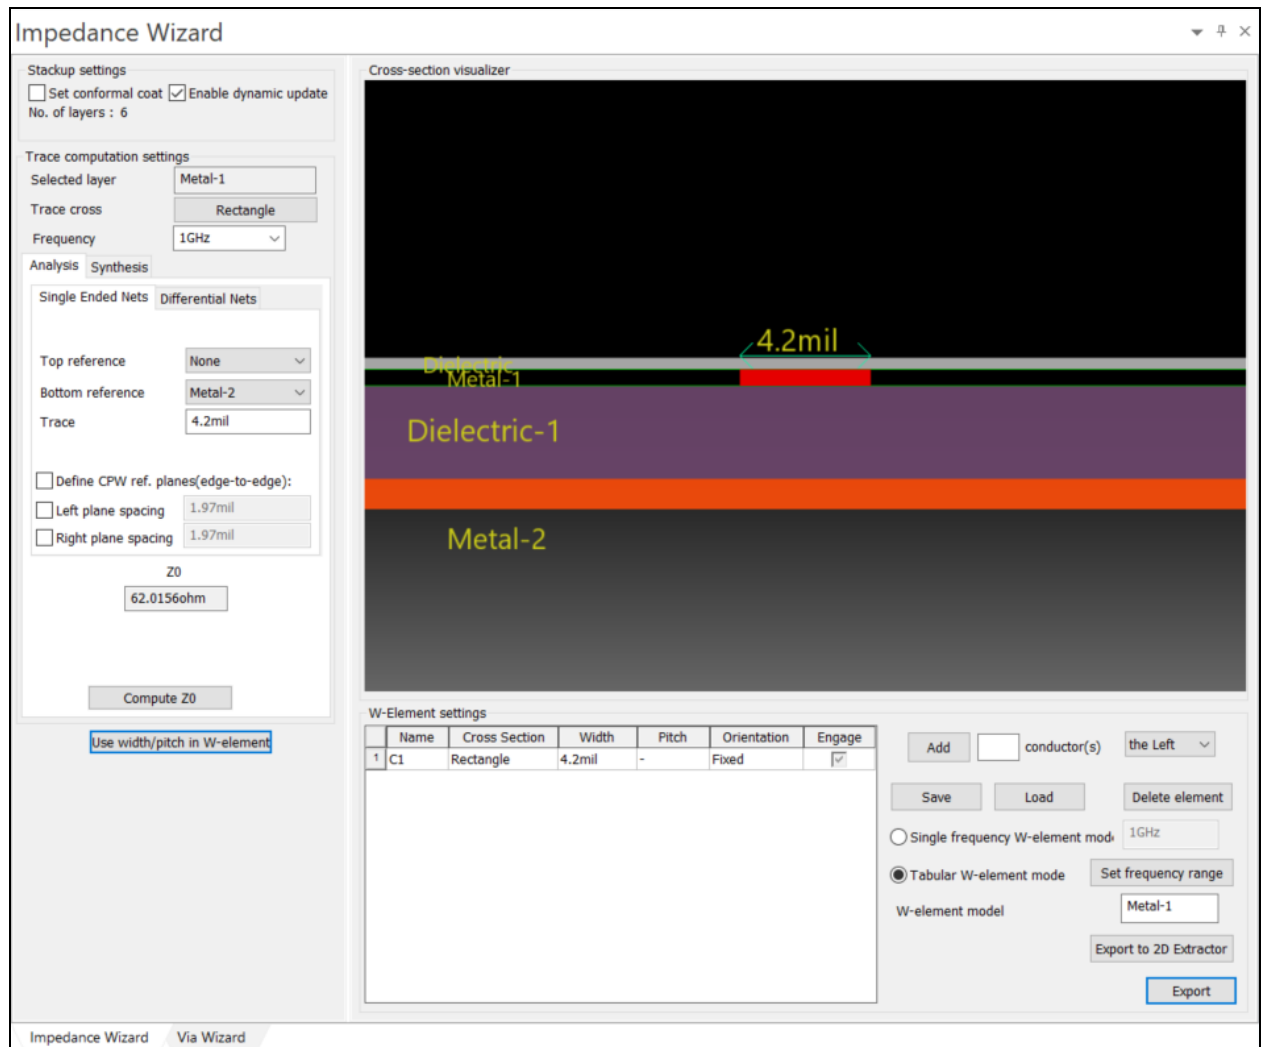 Impedance Wizard
Stackup settings
Set conformal coat Enable dynamic update
No. of layers : 6
Trace computation settings
Selected layer Metal-1
Trace cross Rectangle
Frequency 1GHz
Analysis Synthesis
Single Ended Nets Differential Nets
Top reference None
Bottom reference Metal-2
Trace 4.2mil
Define CPW ref. planes(edge-to-edge):
Left plane spacing 1.97mil
Right plane spacing 1.97mil
Z0
62.0156ohm
Compute Z0
Use width/pitch in W-element
Cross-section visualizer
4.2mil
Dielectric
Metal-1
Dielectric-1
Metal-2
W-Element settings
Name Cross Section Width Pitch Orientation Engage
1 C1 Rectangle 4.2mil - Fixed
Add conductor(s) the Left
Save Load Delete element
Single frequency W-element mod 1GHz
Tabular W-element mode Set frequency range
W-element model Metal-1
Export to 2D Extractor
Export
Impedance Wizard Via Wizard